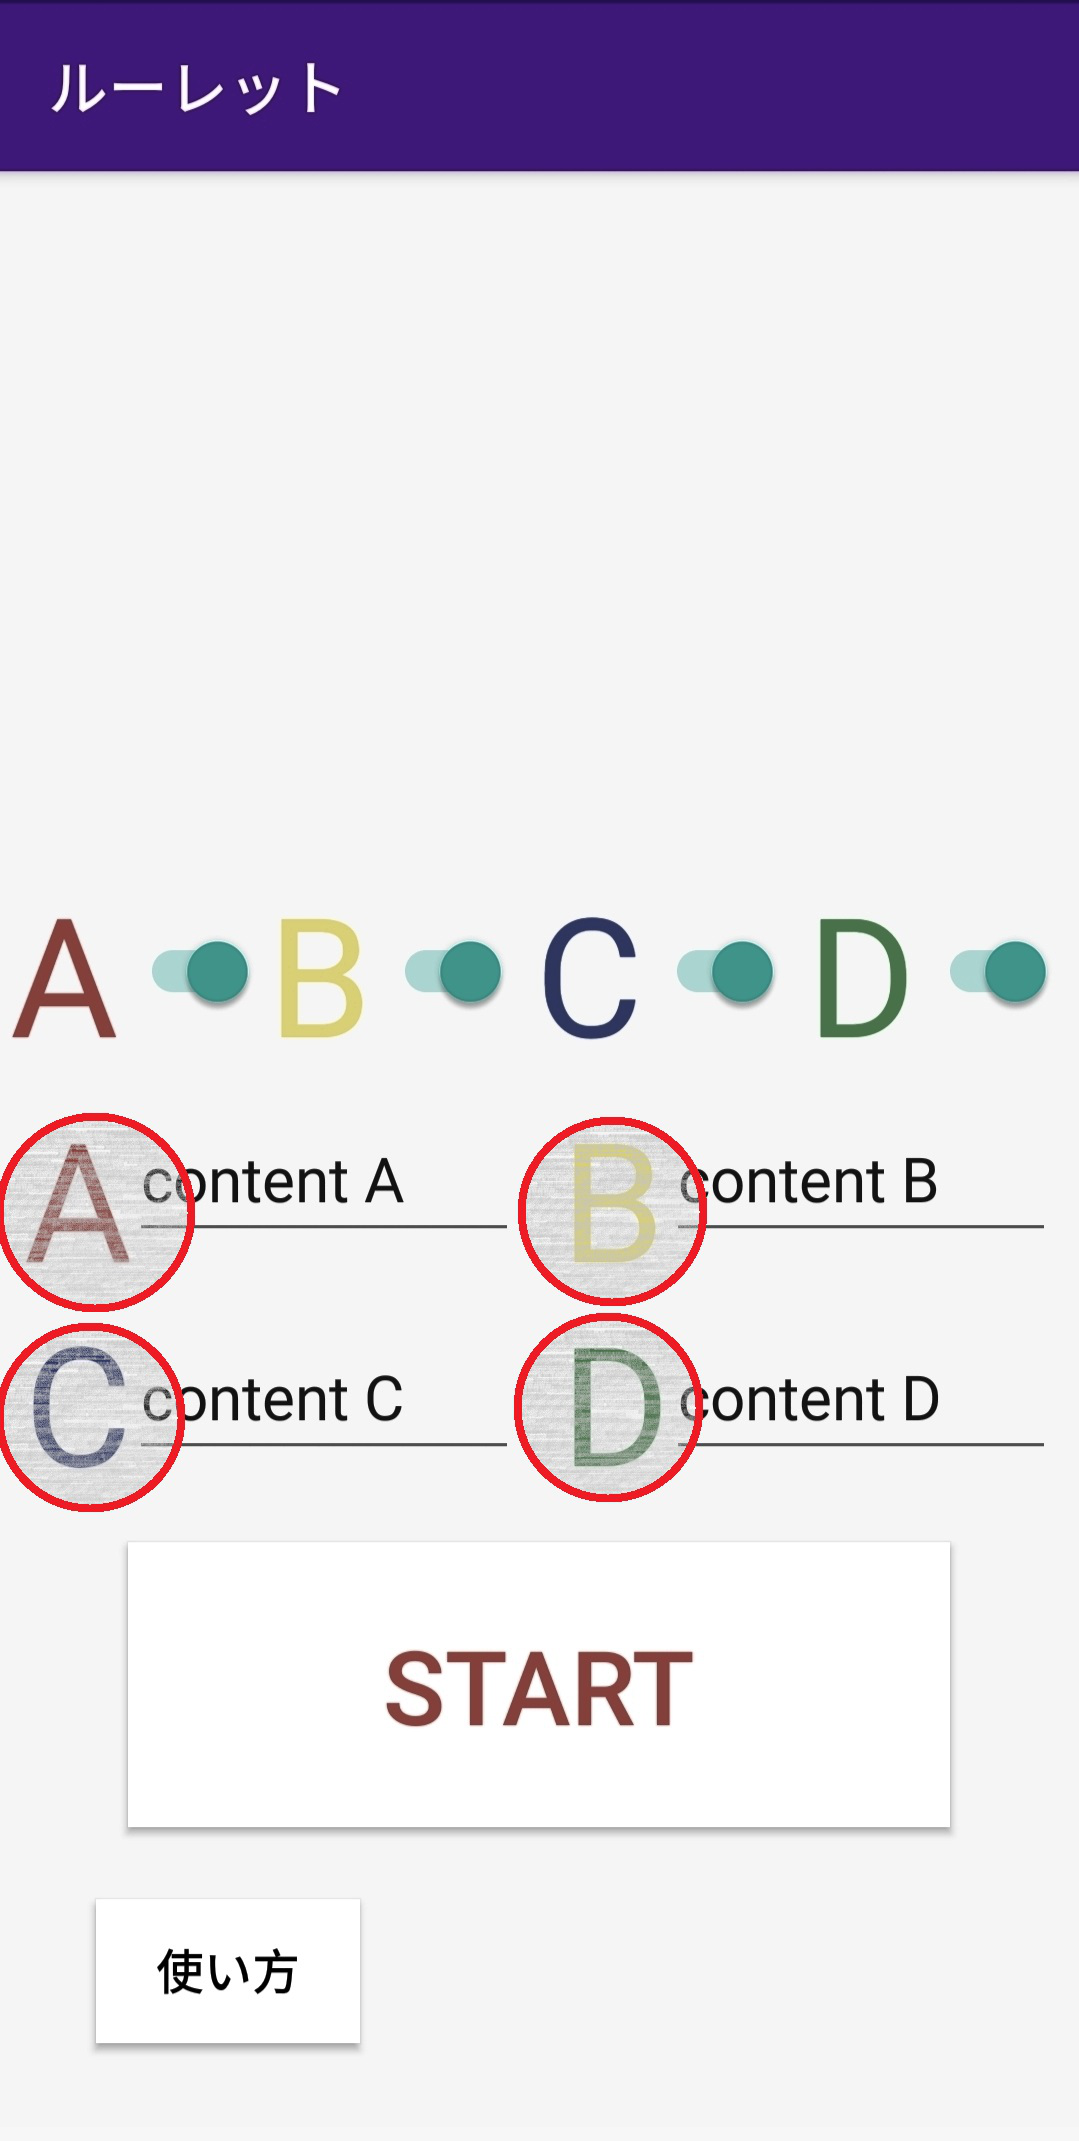 ルーレット
A B C D
A content A B content B
C content C D content D
START
使い方